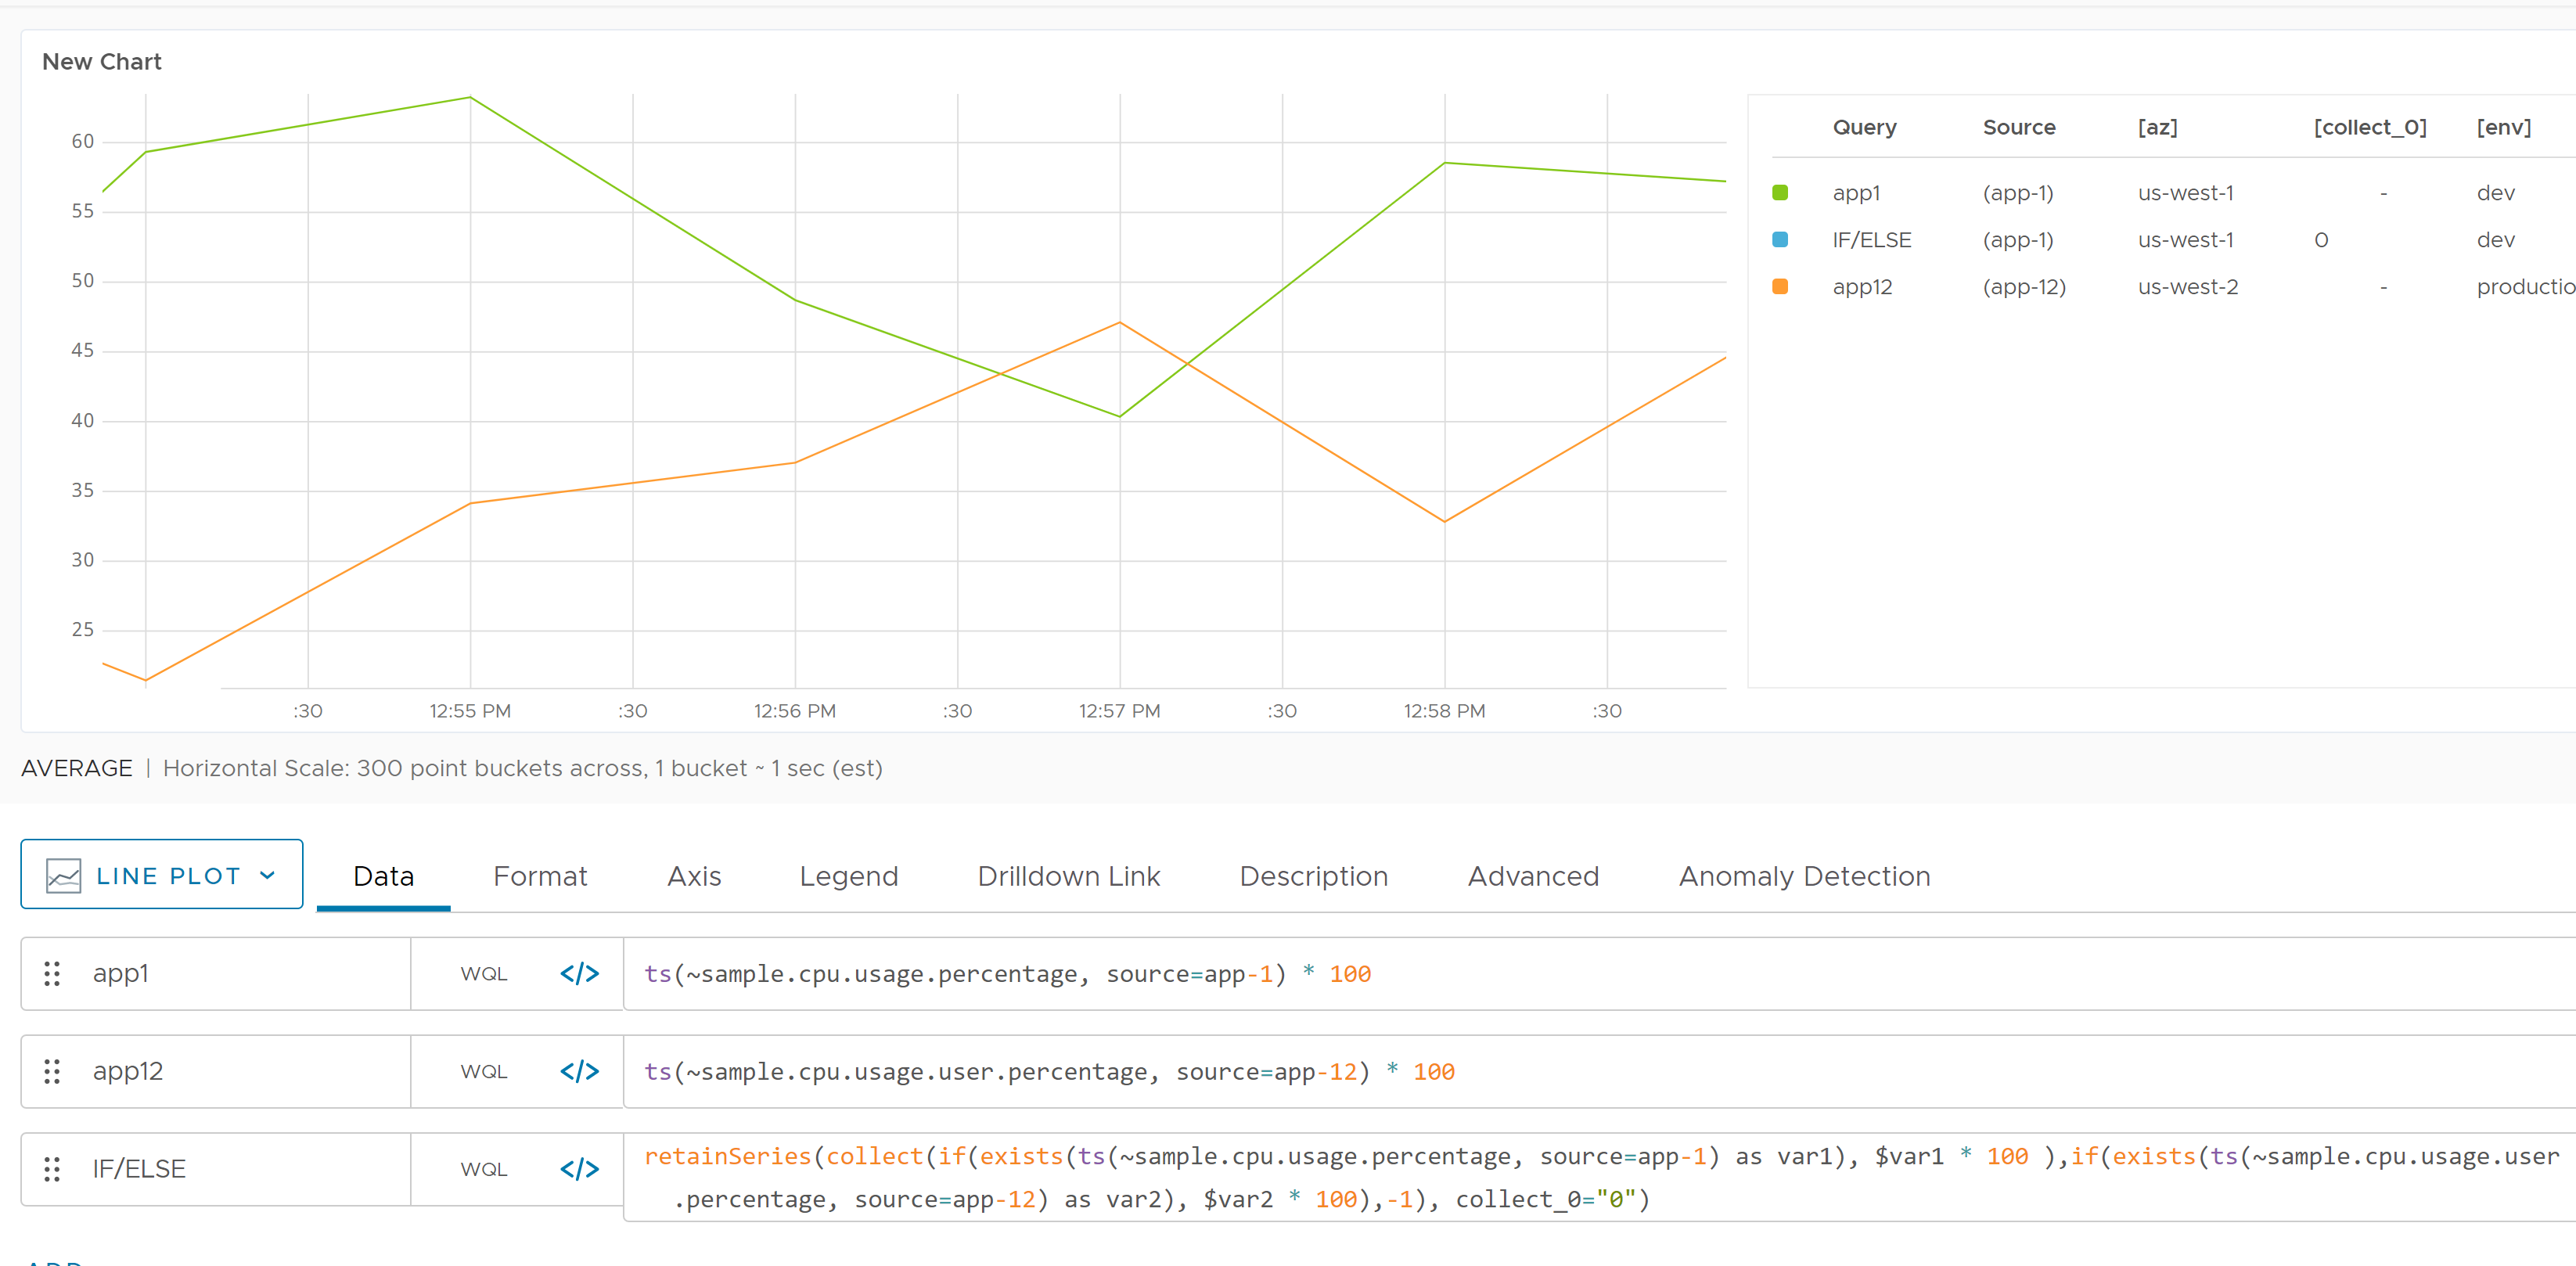 New Chart
60
55
50
45
40
35
30
25
:30 12:55 PM :30 12:56 PM :30 12:57 PM :30 12:58 PM :30
Query Source [az] [collect_0] [env]
app1 (app-1) us-west-1 - dev
IF/ELSE (app-1) us-west-1 0 dev
app12 (app-12) us-west-2 - productio
AVERAGE | Horizontal Scale: 300 point buckets across, 1 bucket ~ 1 sec (est)
LINE PLOT Data Format Axis Legend Drilldown Link Description Advanced Anomaly Detection
app1 WQL </> ts(~sample.cpu.usage.percentage, source=app-1) * 100
app12 WQL </> ts(~sample.cpu.usage.user.percentage, source=app-12) * 100
IF/ELSE WQL </> retainSeries(collect(if(exists(ts(~sample.cpu.usage.percentage, source=app-1) as var1), $var1 * 100 ),if(exists(ts(~sample.cpu.usage.user
.percentage, source=app-12) as var2), $var2 * 100),-1), collect_0="0")